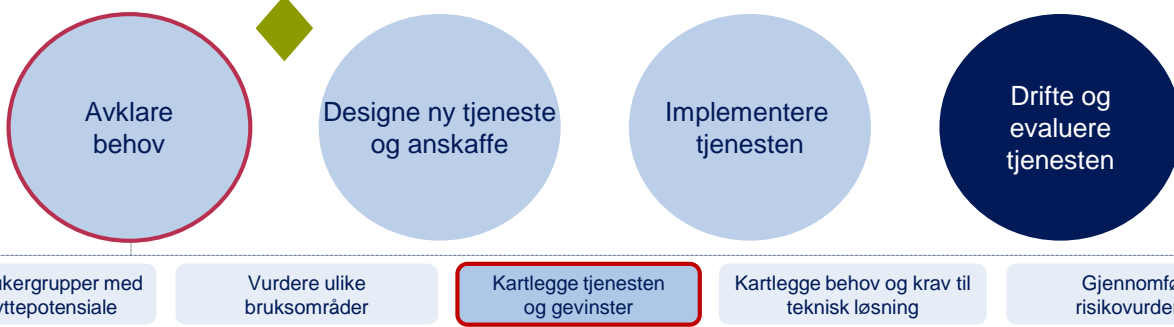 Avklare
behov
Designe ny tjeneste
og anskaffe
Implementere
tjenesten
Drifte og
evaluere
tjenesten
med
Vurdere ulike
bruksområder
Kartlegge tjenesten
og gevinster
Kartlegge behov og krav til
teknisk løsning